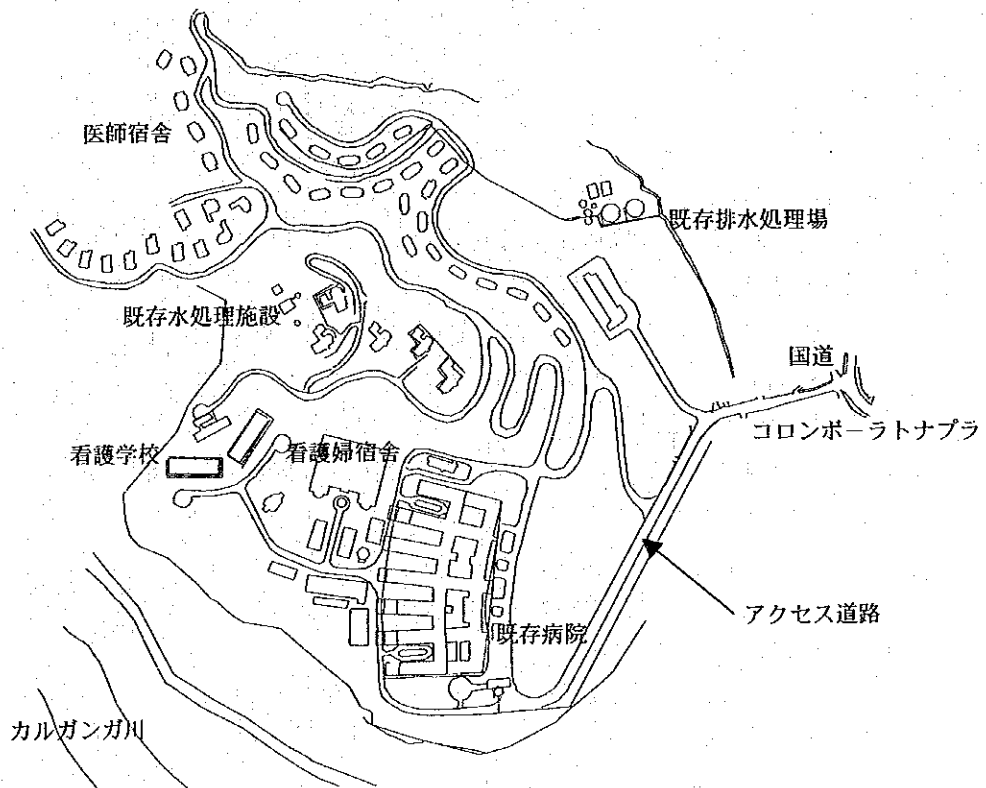 医師宿舎
既存排水処理場
既存水処理施設
国道
コロンボーラトナプラ
看護学校
看護婦宿舎
アクセス道路
既存病院
カルガンガ川